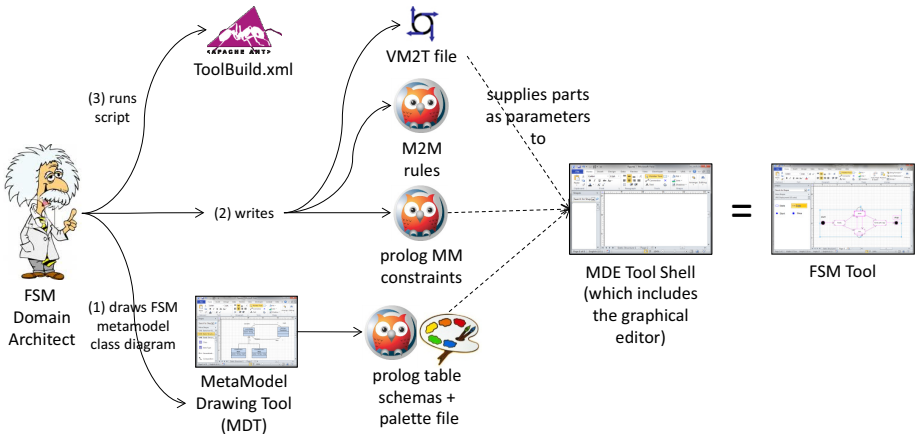 <APACHE ANT>
ToolBuild.xml
VM2T file
(3) runs
script
supplies parts
as parameters
to
M2M
rules
(2) writes
=
prolog MM
constraints
MDE Tool Shell
(which includes
the graphical
editor)
FSM Tool
FSM
Domain
Architect
(1) draws FSM
metamodel
class diagram
MetaModel
Drawing Tool
(MDT)
prolog table
schemas +
palette file